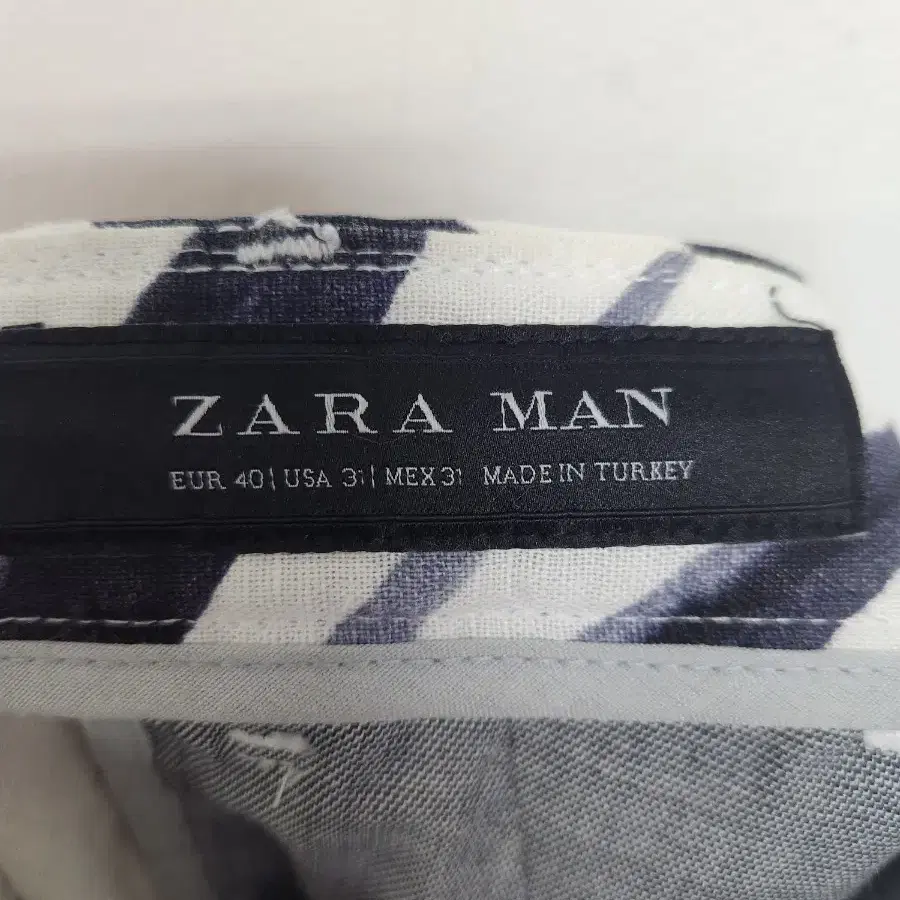 ZARA MAN
EUR 40 | USA 31 | MEX 31 MADE IN TURKEY